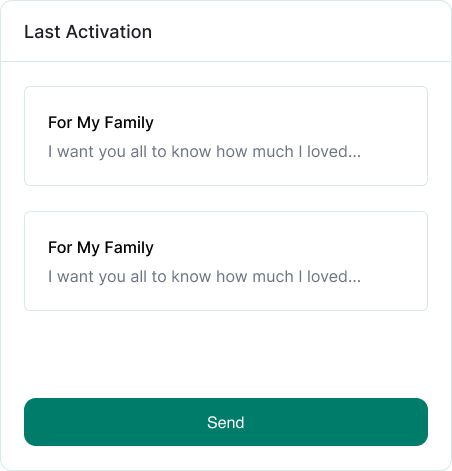 Last Activation
For My Family
I want you all to know how much I loved...
For My Family
I want you all to know how much I loved...
Send